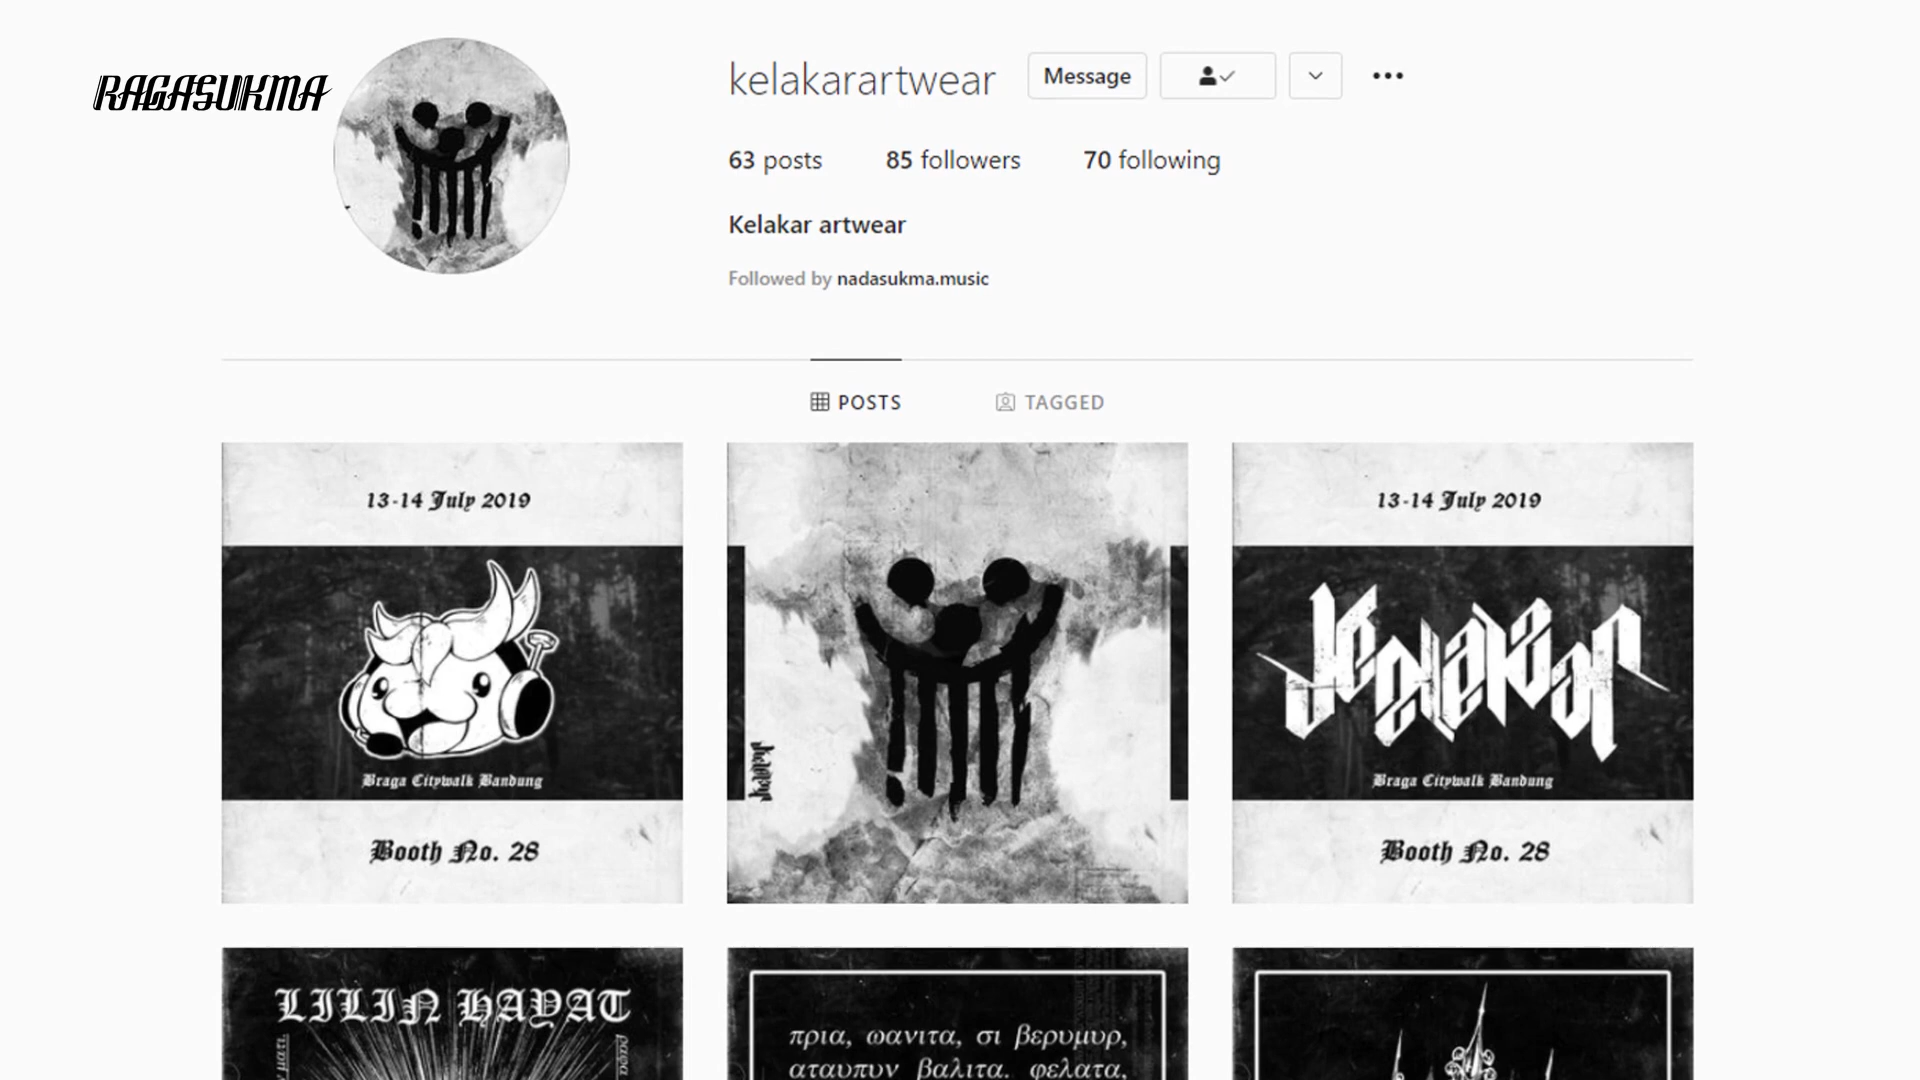 RAGASUKMA
kelakarartwear
Message
63 posts
85 followers
70 following
Kelakar artwear
Followed by nadasukma.music
POSTS
TAGGED
13-14 July 2019
Braga Citywalk Bandung
Booth No. 28
Kelakar
13-14 July 2019
Kelakar
Braga Citywalk Bandung
Booth No. 28
LILIN HAYAT
πρια, ωανιτα, σι βερυμυρ,
αταυπυν βαλιτα. φελατα,